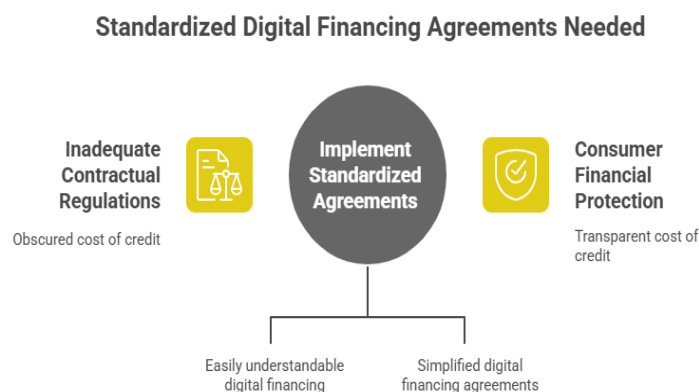 Standardized Digital Financing Agreements Needed
Inadequate
Contractual
Regulations
Obscured cost of credit
Implement
Standardized
Agreements
Consumer
Financial
Protection
Transparent cost of
credit
Easily understandable
digital financing
Simplified digital
financing agreements